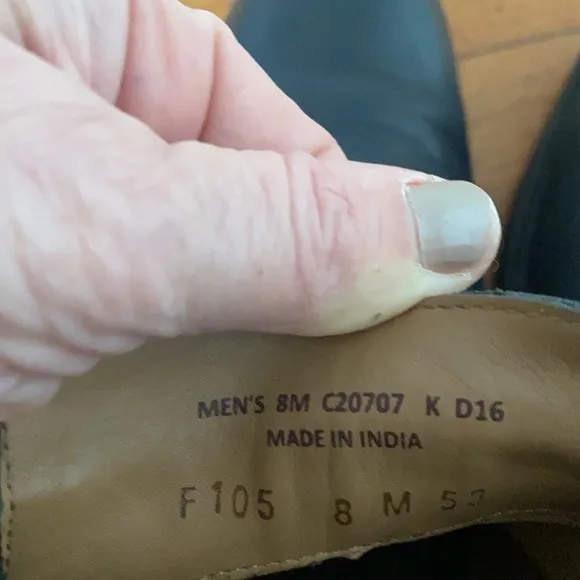 MEN'S 8M C20707 K D16
MADE IN INDIA
F105 8 M